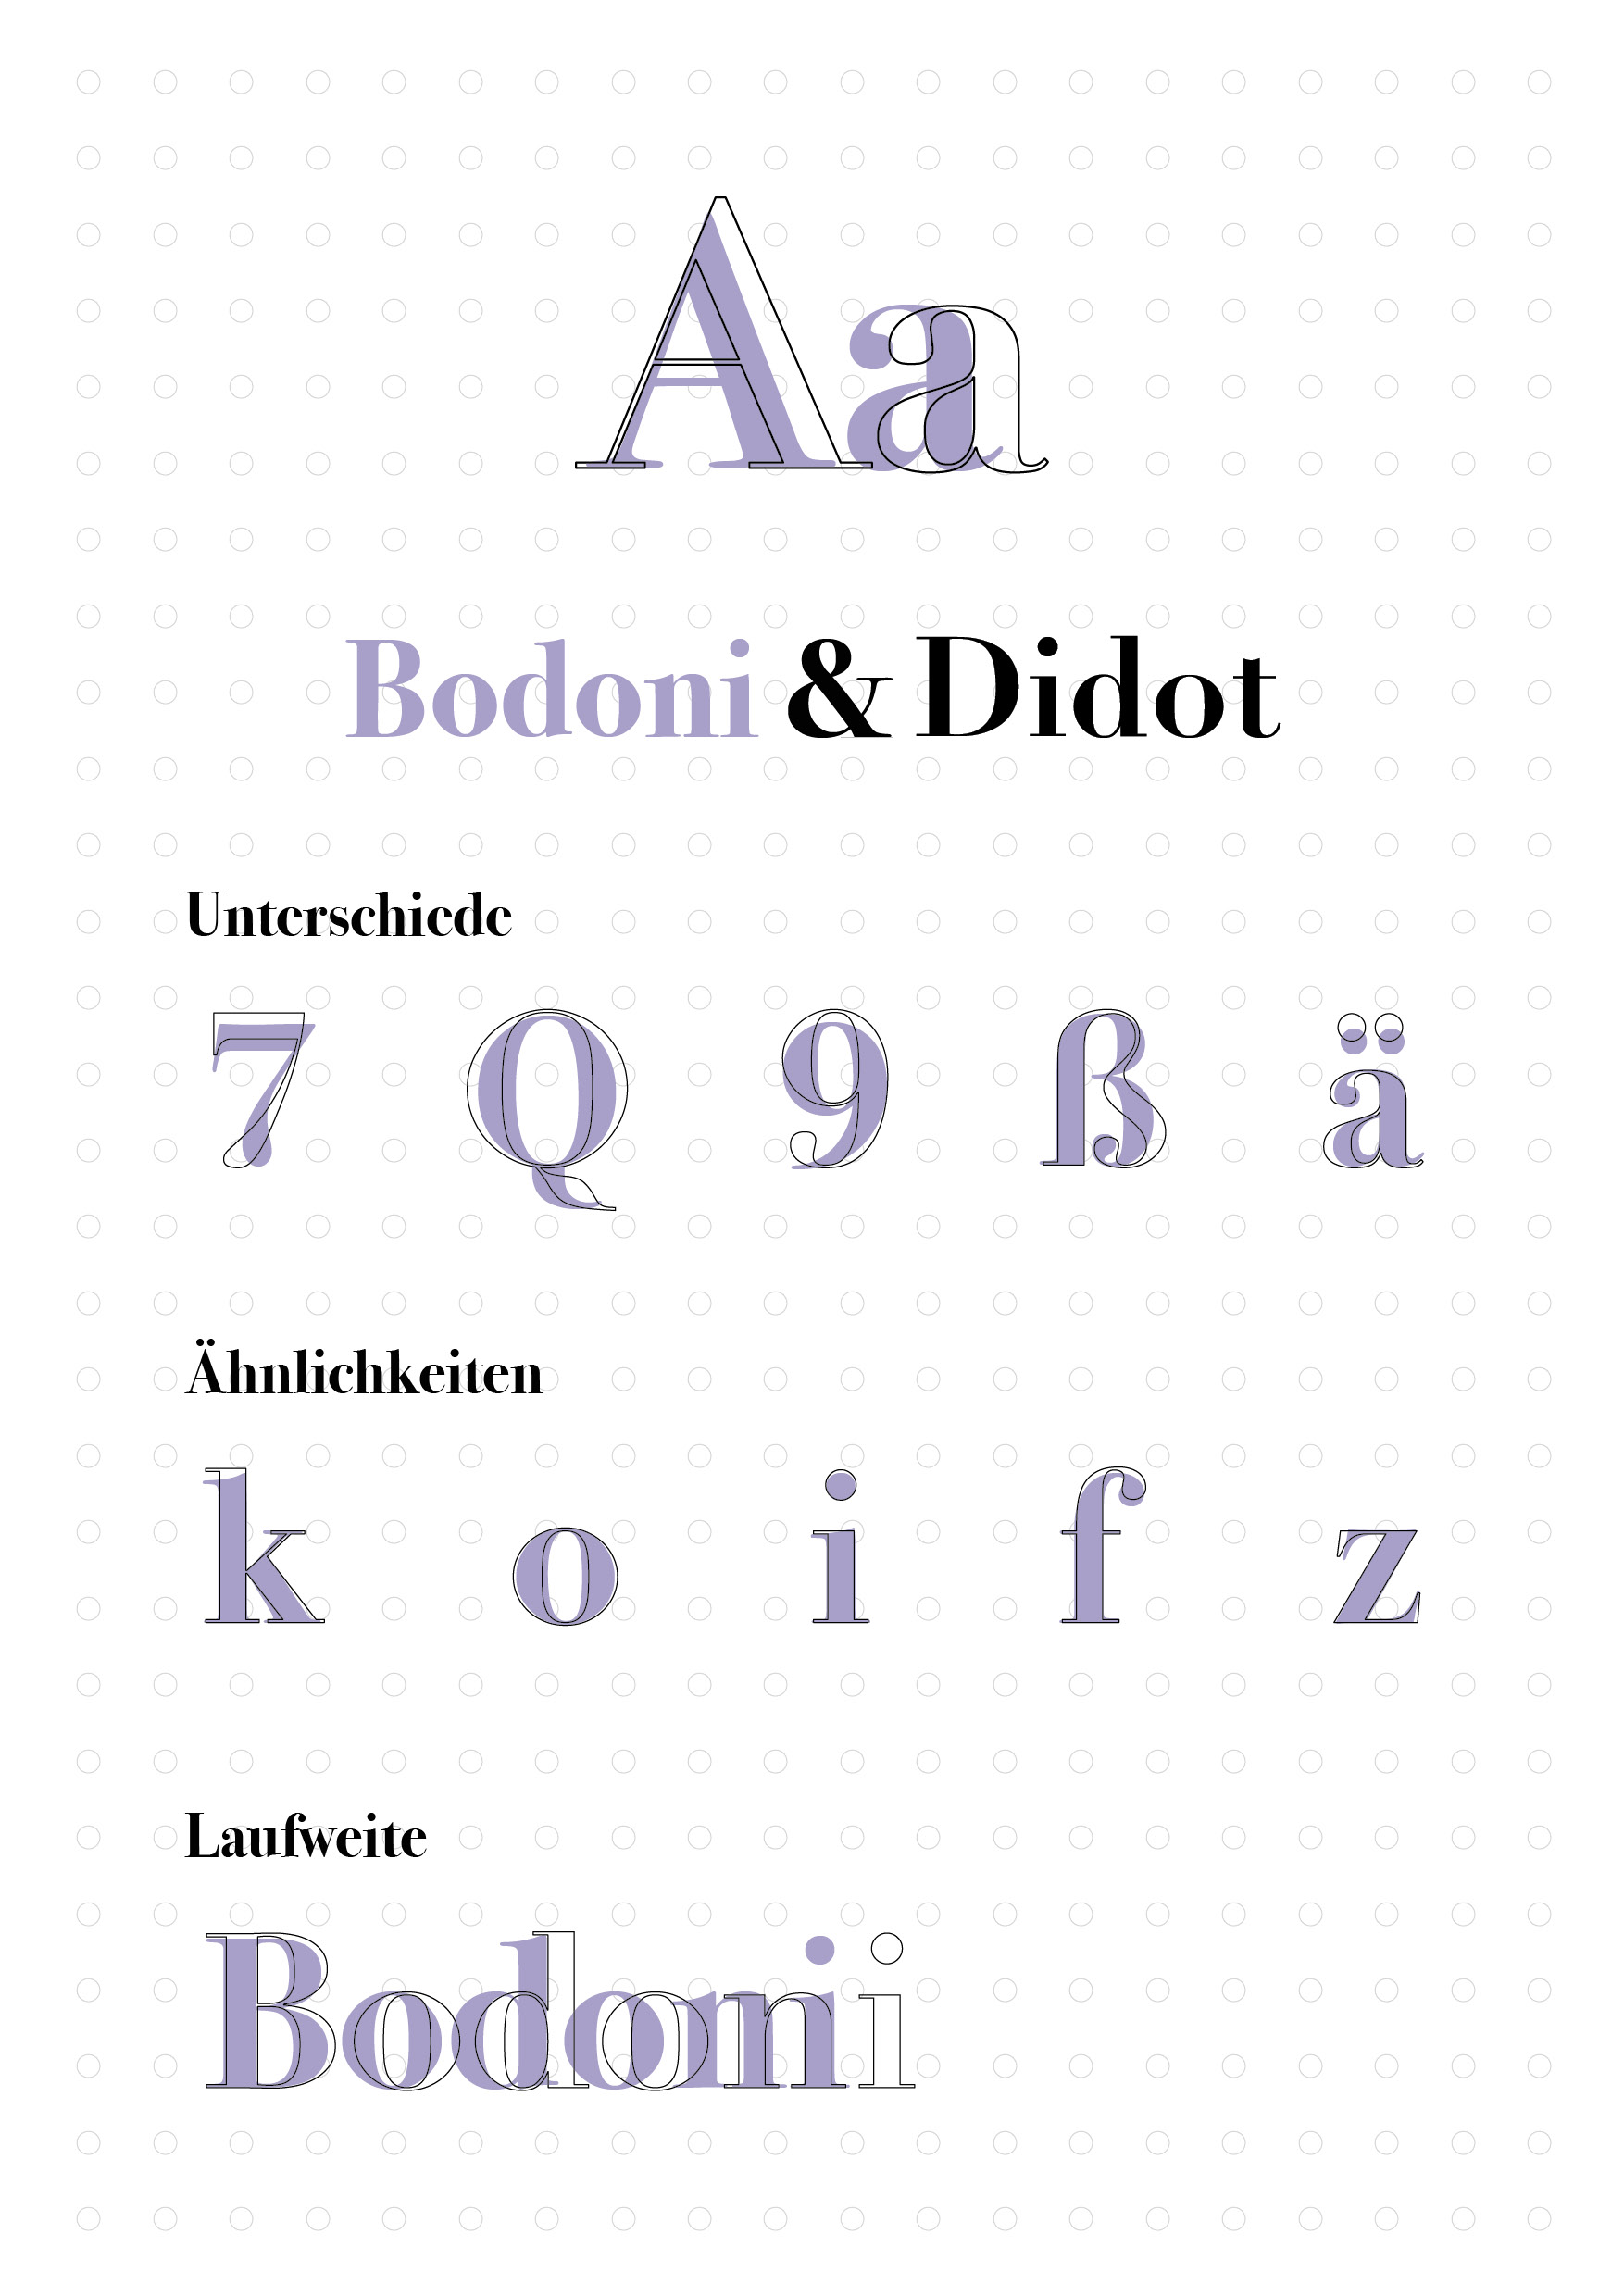 Aa
Bodoni & Didot
Unterschiede
7 Q 9 ß ä
Ähnlichkeiten
k o i f z
Laufweite
Bodoni